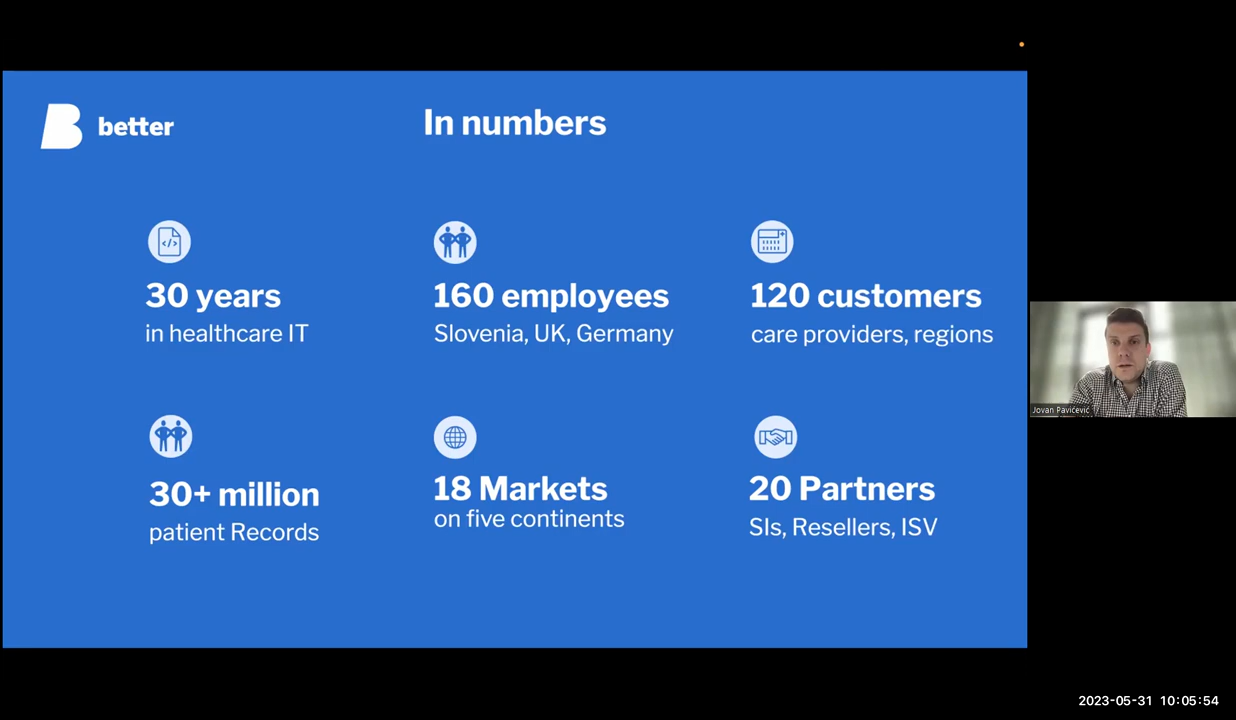 better
In numbers
30 years
in healthcare IT
160 employees
Slovenia, UK, Germany
120 customers
care providers, regions
30+ million
patient Records
18 Markets
on five continents
20 Partners
SIs, Resellers, ISV
Jovan Pavićević
2023-05-31 10:05:54